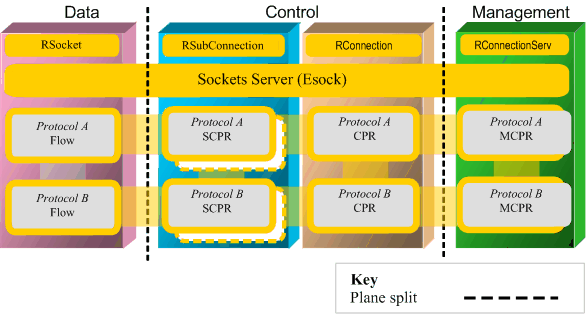 Data
Control
Management
RSocket
RSubConnection
RConnection
RConnectionServ
Sockets Server (Esock)
Protocol A
Flow
Protocol A
SCPR
Protocol A
CPR
Protocol A
MCPR
Protocol B
Flow
Protocol B
SCPR
Protocol B
CPR
Protocol B
MCPR
Key
Plane split